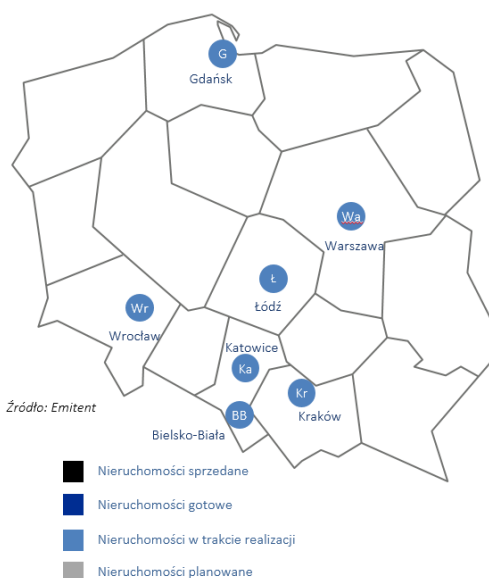 G
Gdańsk
Wa
Warszawa
Ł
Łódź
Wr
Wrocław
Katowice
Ka
Kr
Kraków
BB
Bielsko-Biała
Źródło: Emitent
Nieruchomości sprzedane
Nieruchomości gotowe
Nieruchomości w trakcie realizacji
Nieruchomości planowane